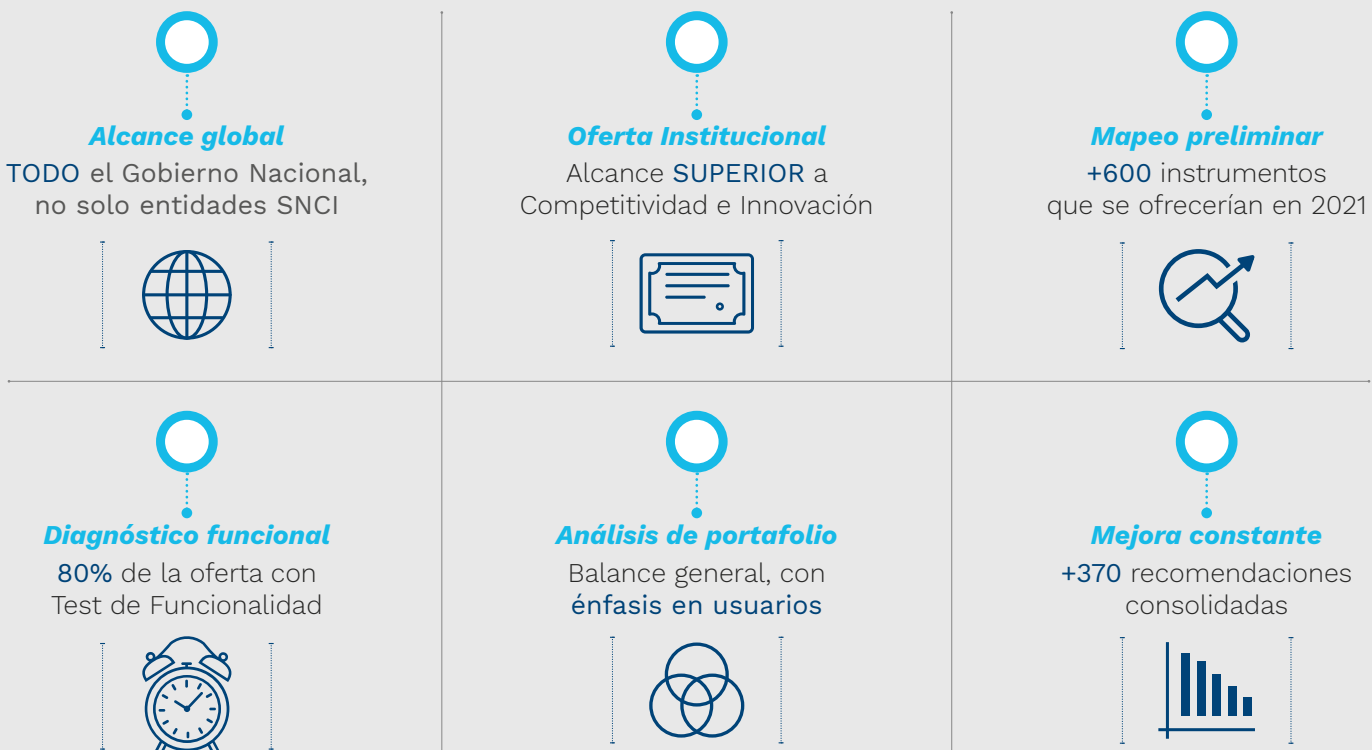 Alcance global
TODO el Gobierno Nacional,
no solo entidades SNCI
Oferta Institucional
Alcance SUPERIOR a
Competitividad e Innovación
Mapeo preliminar
+600 instrumentos
que se ofrecerían en 2021
Diagnóstico funcional
80% de la oferta con
Test de Funcionalidad
Análisis de portafolio
Balance general, con
énfasis en usuarios
Mejora constante
+370 recomendaciones
consolidadas